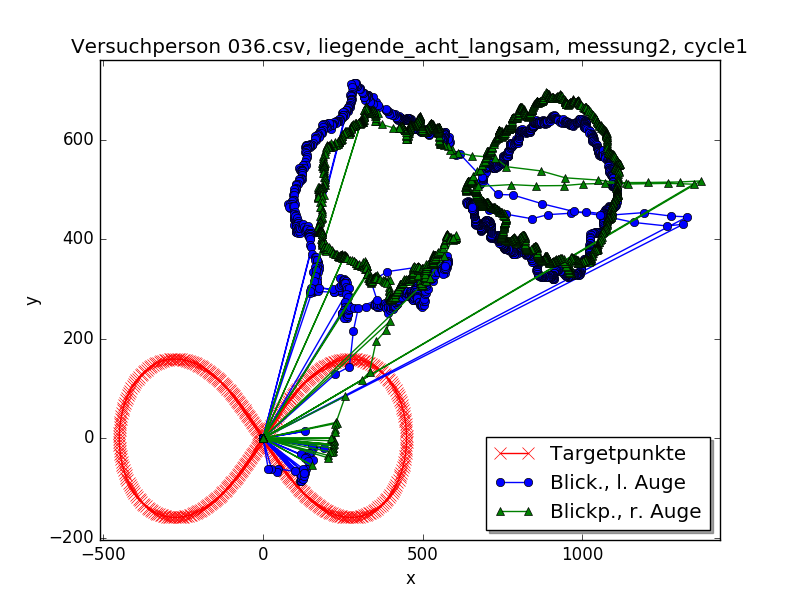 Versuchperson 036.csv, liegende_acht_langsam, messung2, cycle1
y
600
400
200
0
−200
−500
0
500
1000
x
Targetpunkte
Blick., l. Auge
Blickp., r. Auge